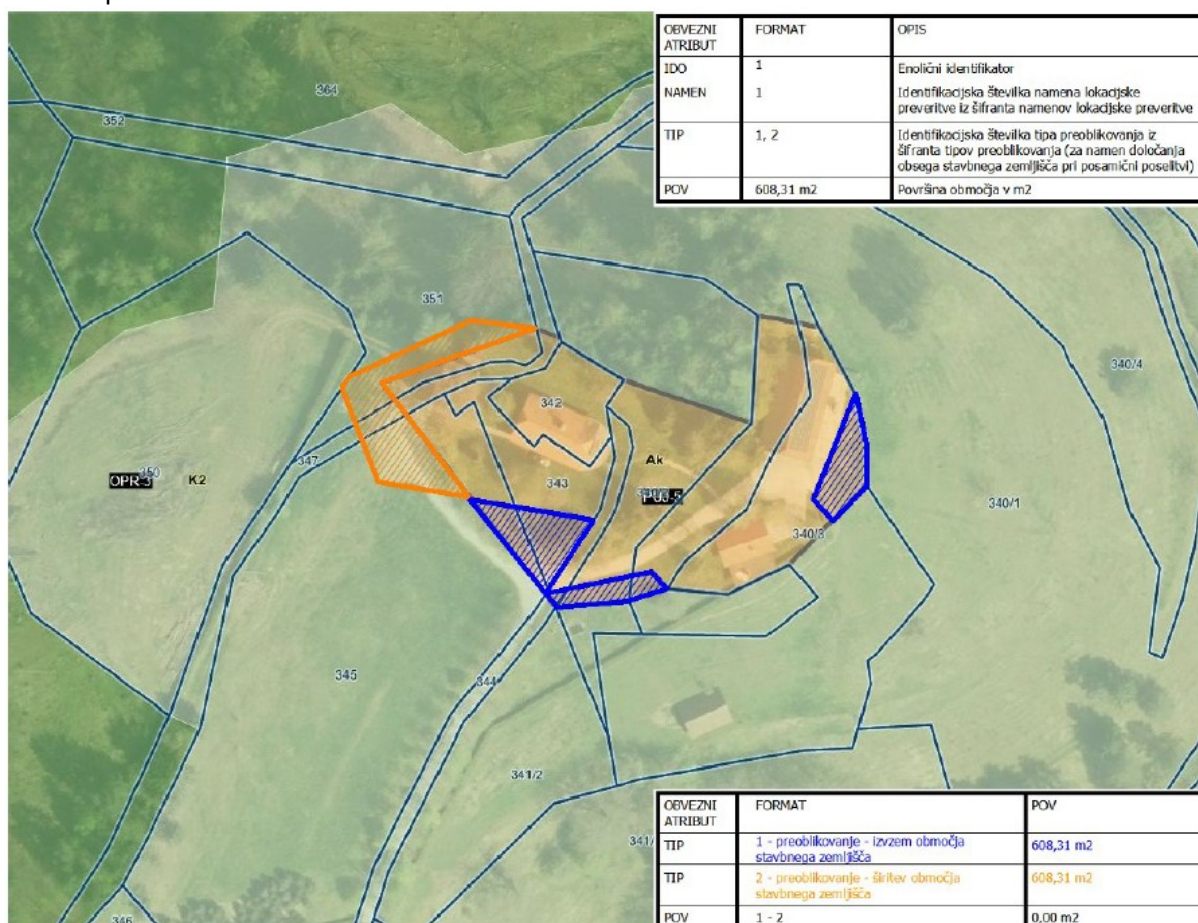 OBVEZNI ATRIBUT FORMAT OPIS
IDO 1 Enolični identifikator
NAMEN 1 Identifikacijska številka namena lokacijske
preveritve iz šifranta namenov lokacijske preveritve
TIP 1, 2 Identifikacijska številka tipa preoblikovanja iz
šifranta tipov preoblikovanja (za namen določanja
obsega stavbnega zemljišča pri posamični poselitvi)
POV 608,31 m2 Površina območja v m2
364
352
351
340/4
342
347
OPR-3
350
K2
Ak
343
340/1
340/3
345
344
341/2
346
OBVEZNI ATRIBUT FORMAT POV
TIP 1 - preoblikovanje - izvzem območja
stavbnega zemljišča 608,31 m2
TIP 2 - preoblikovanje - širitev območja
stavbnega zemljišča 608,31 m2
POV 1 - 2 0,00 m2